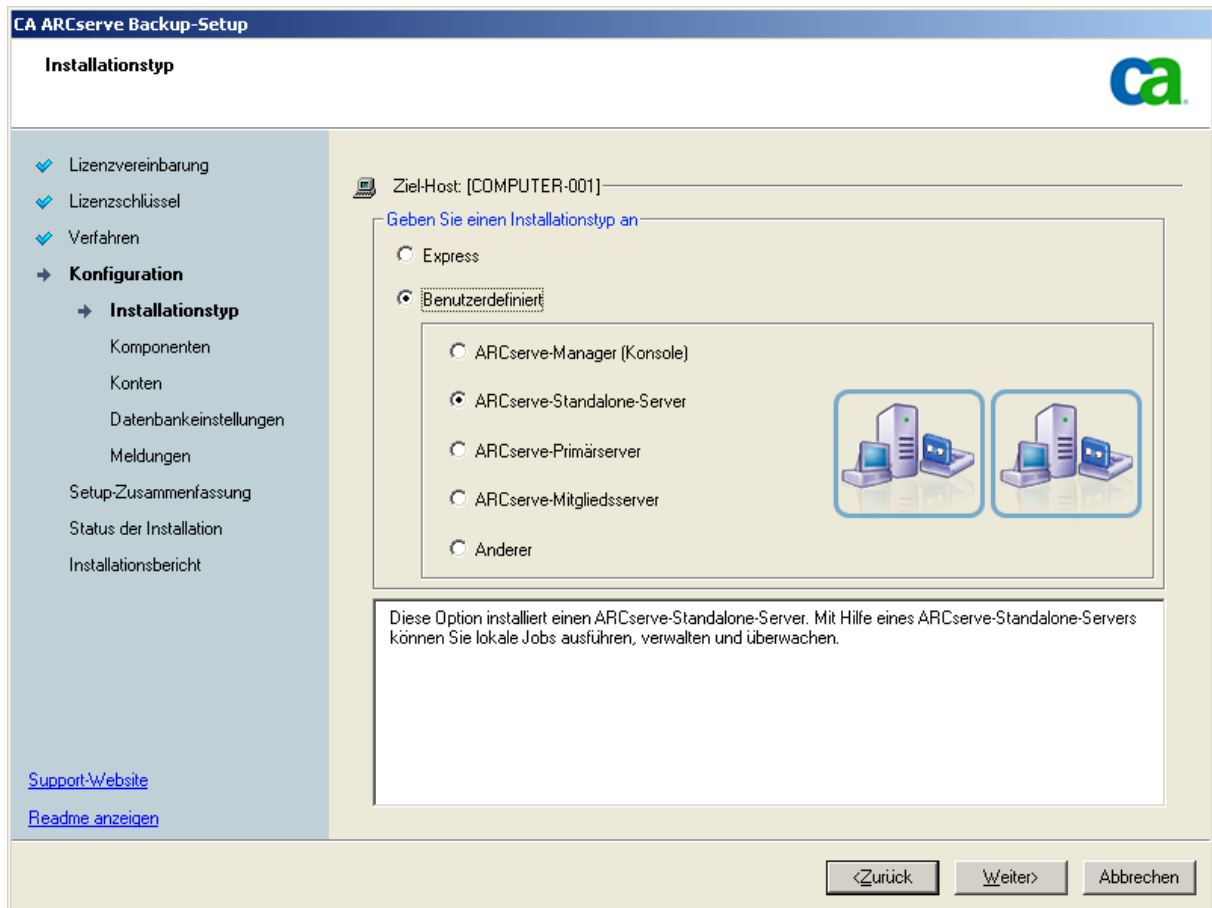 CA ARCserve Backup-Setup
Installationstyp
ca
Lizenzvereinbarung
Lizenzschlüssel
Verfahren
Konfiguration
Installationstyp
Komponenten
Konten
Datenbankeinstellungen
Meldungen
Setup-Zusammenfassung
Status der Installation
Installationsbericht
Support-Website
Readme anzeigen
Ziel-Host: [COMPUTER-001]
Geben Sie einen Installationstyp an
Express
Benutzerdefiniert
ARCserve-Manager (Konsole)
ARCserve-Standalone-Server
ARCserve-Primärserver
ARCserve-Mitgliedsserver
Anderer
Diese Option installiert einen ARCserve-Standalone-Server. Mit Hilfe eines ARCserve-Standalone-Servers
können Sie lokale Jobs ausführen, verwalten und überwachen.
<Zurück
Weiter>
Abbrechen